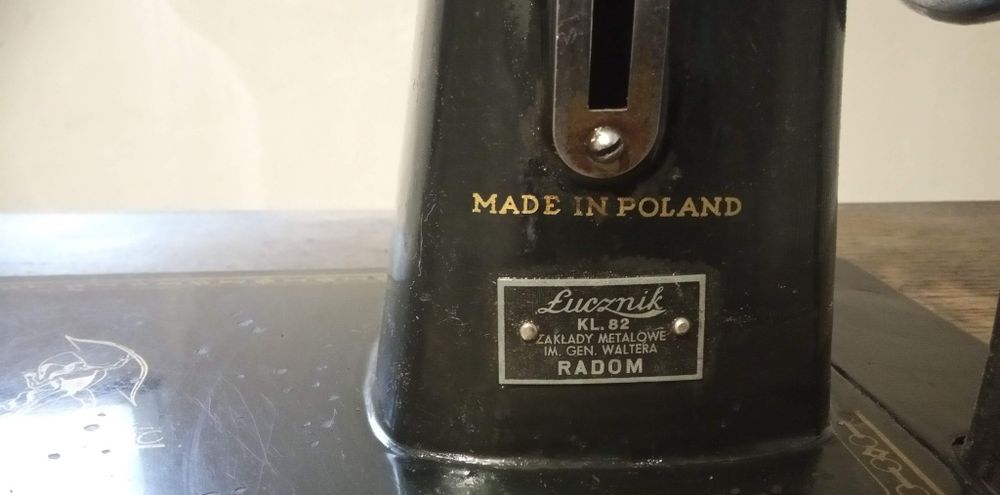 MADE IN POLAND
Łucznik
KL. 82
ZAKŁADY METALOWE
IM. GEN. WALTERA
RADOM